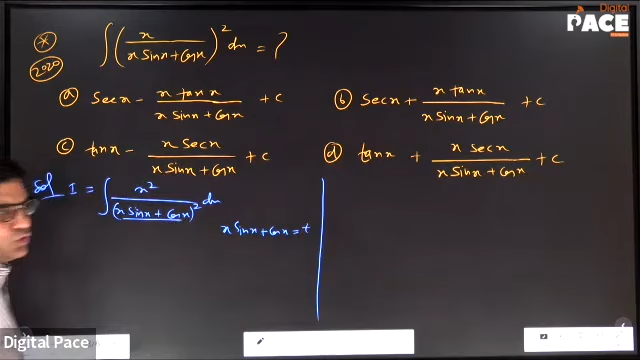 Digital
PACE
* ∫ (x / (x sinx + cosx))² dx = ?
2020
a secx − (x tanx) / (x sinx + cosx) + c
b secx + (x tanx) / (x sinx + cosx) + c
c tanx − (x secx) / (x sinx + cosx) + c
d tanx + (x secx) / (x sinx + cosx) + c
Sol I = ∫ x² / (x sinx + cosx)² dx
x sinx + cosx = t
Digital Pace